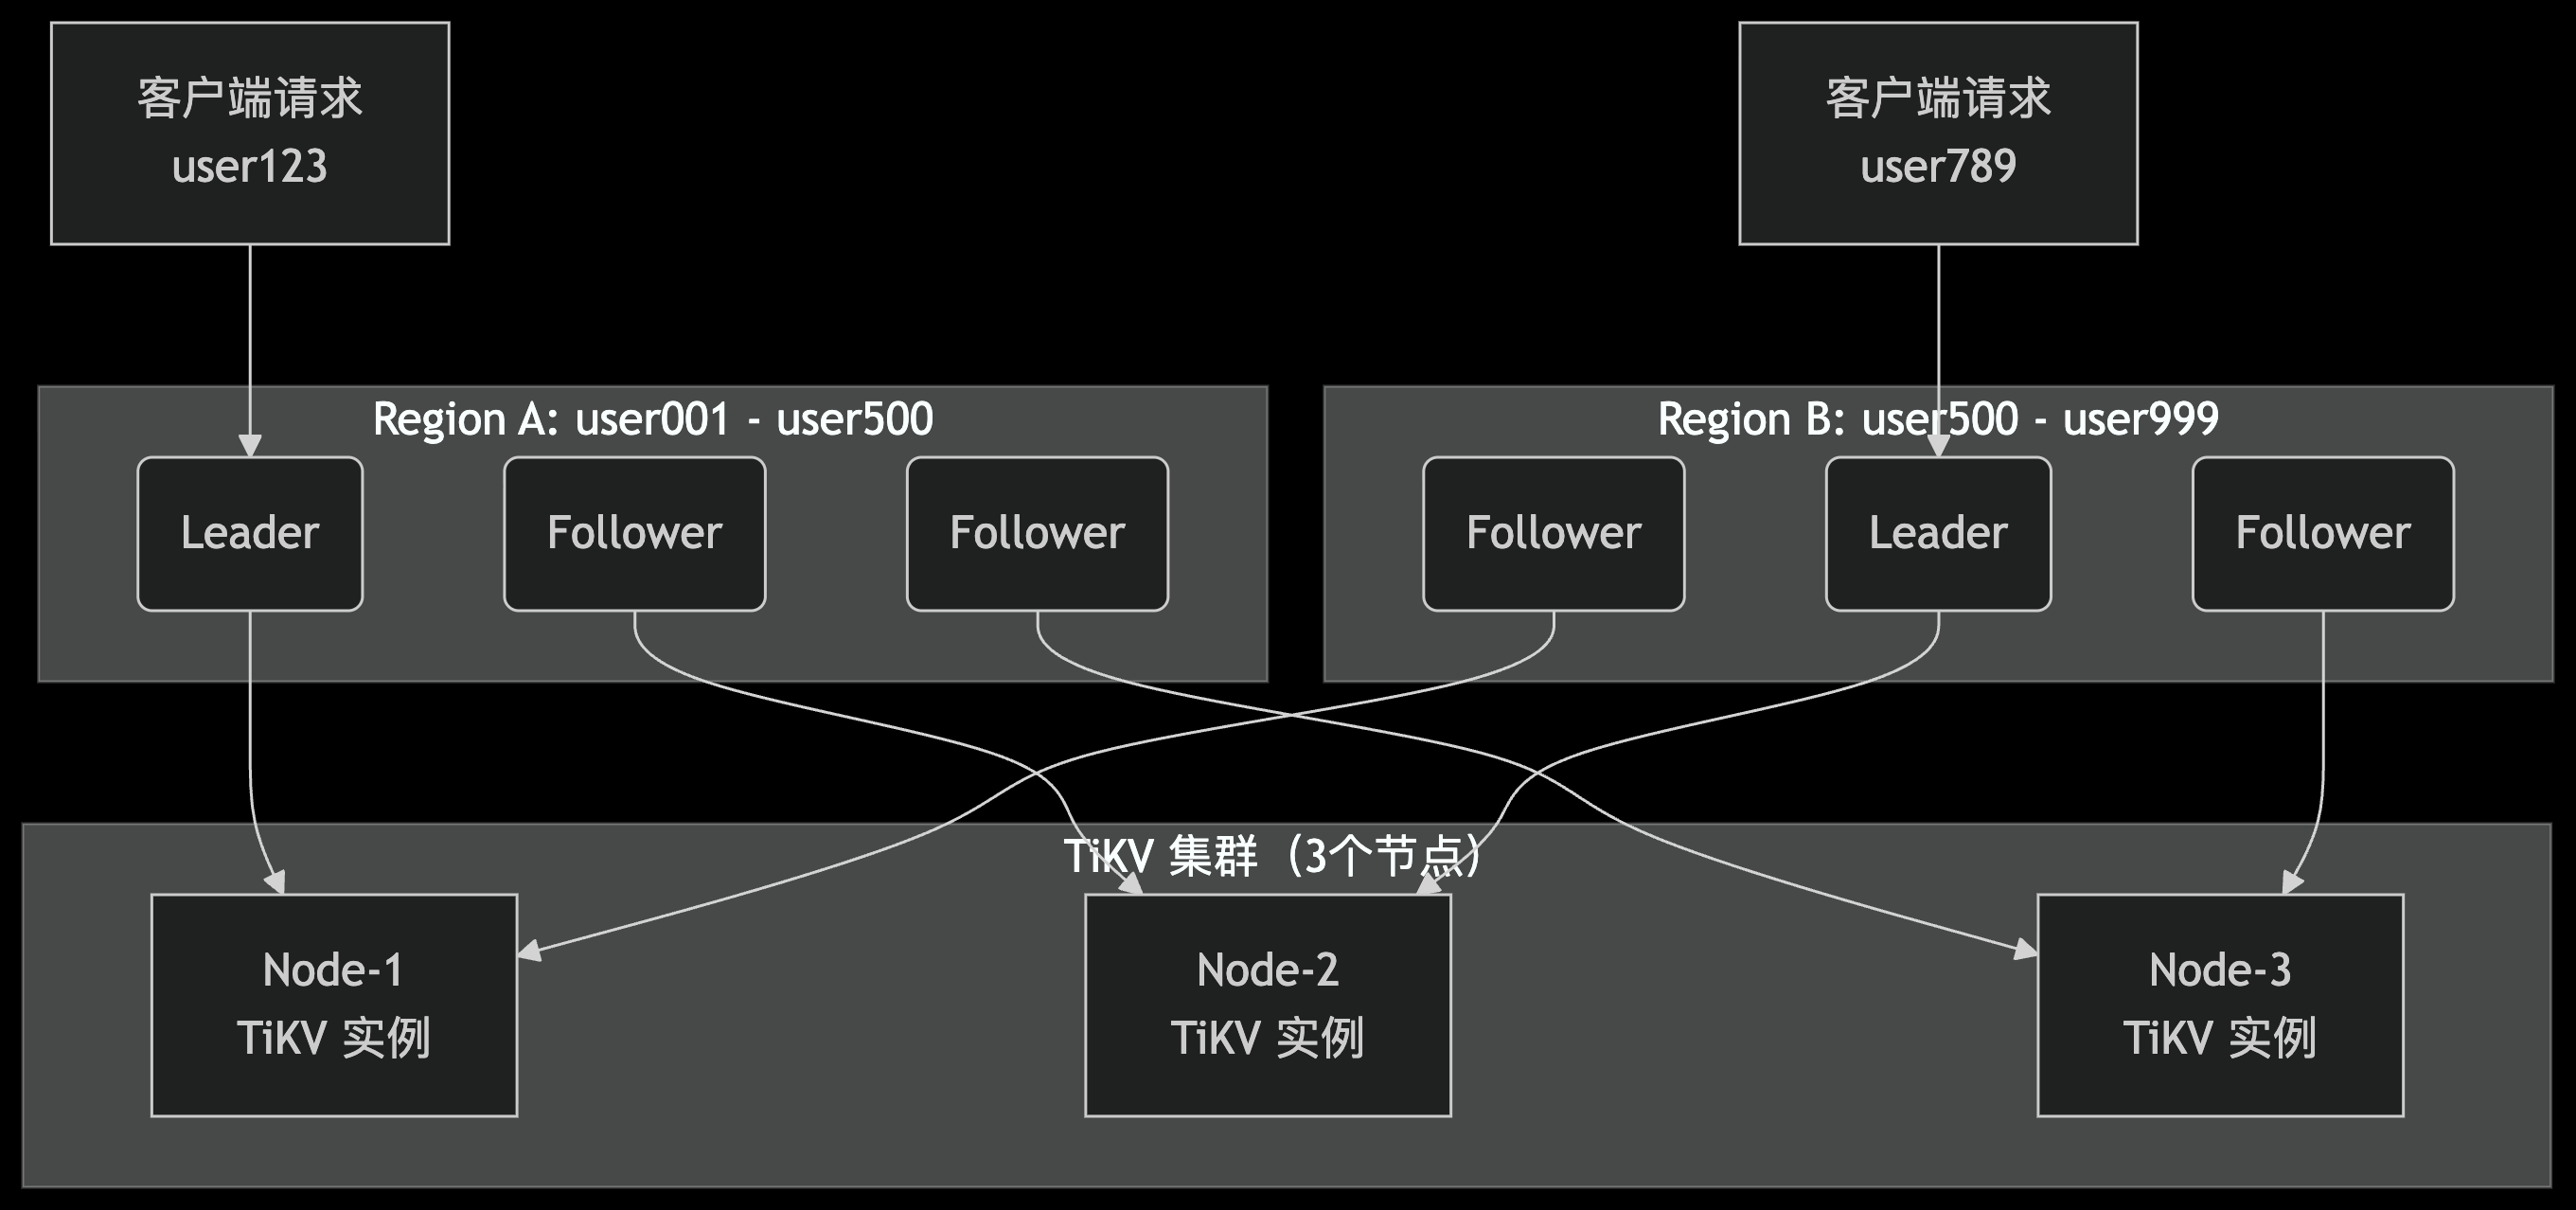 客户端请求
user123
客户端请求
user789
Region A: user001 - user500
Region B: user500 - user999
Leader
Follower
Follower
Follower
Leader
Follower
TiKV 集群（3个节点）
Node-1
TiKV 实例
Node-2
TiKV 实例
Node-3
TiKV 实例